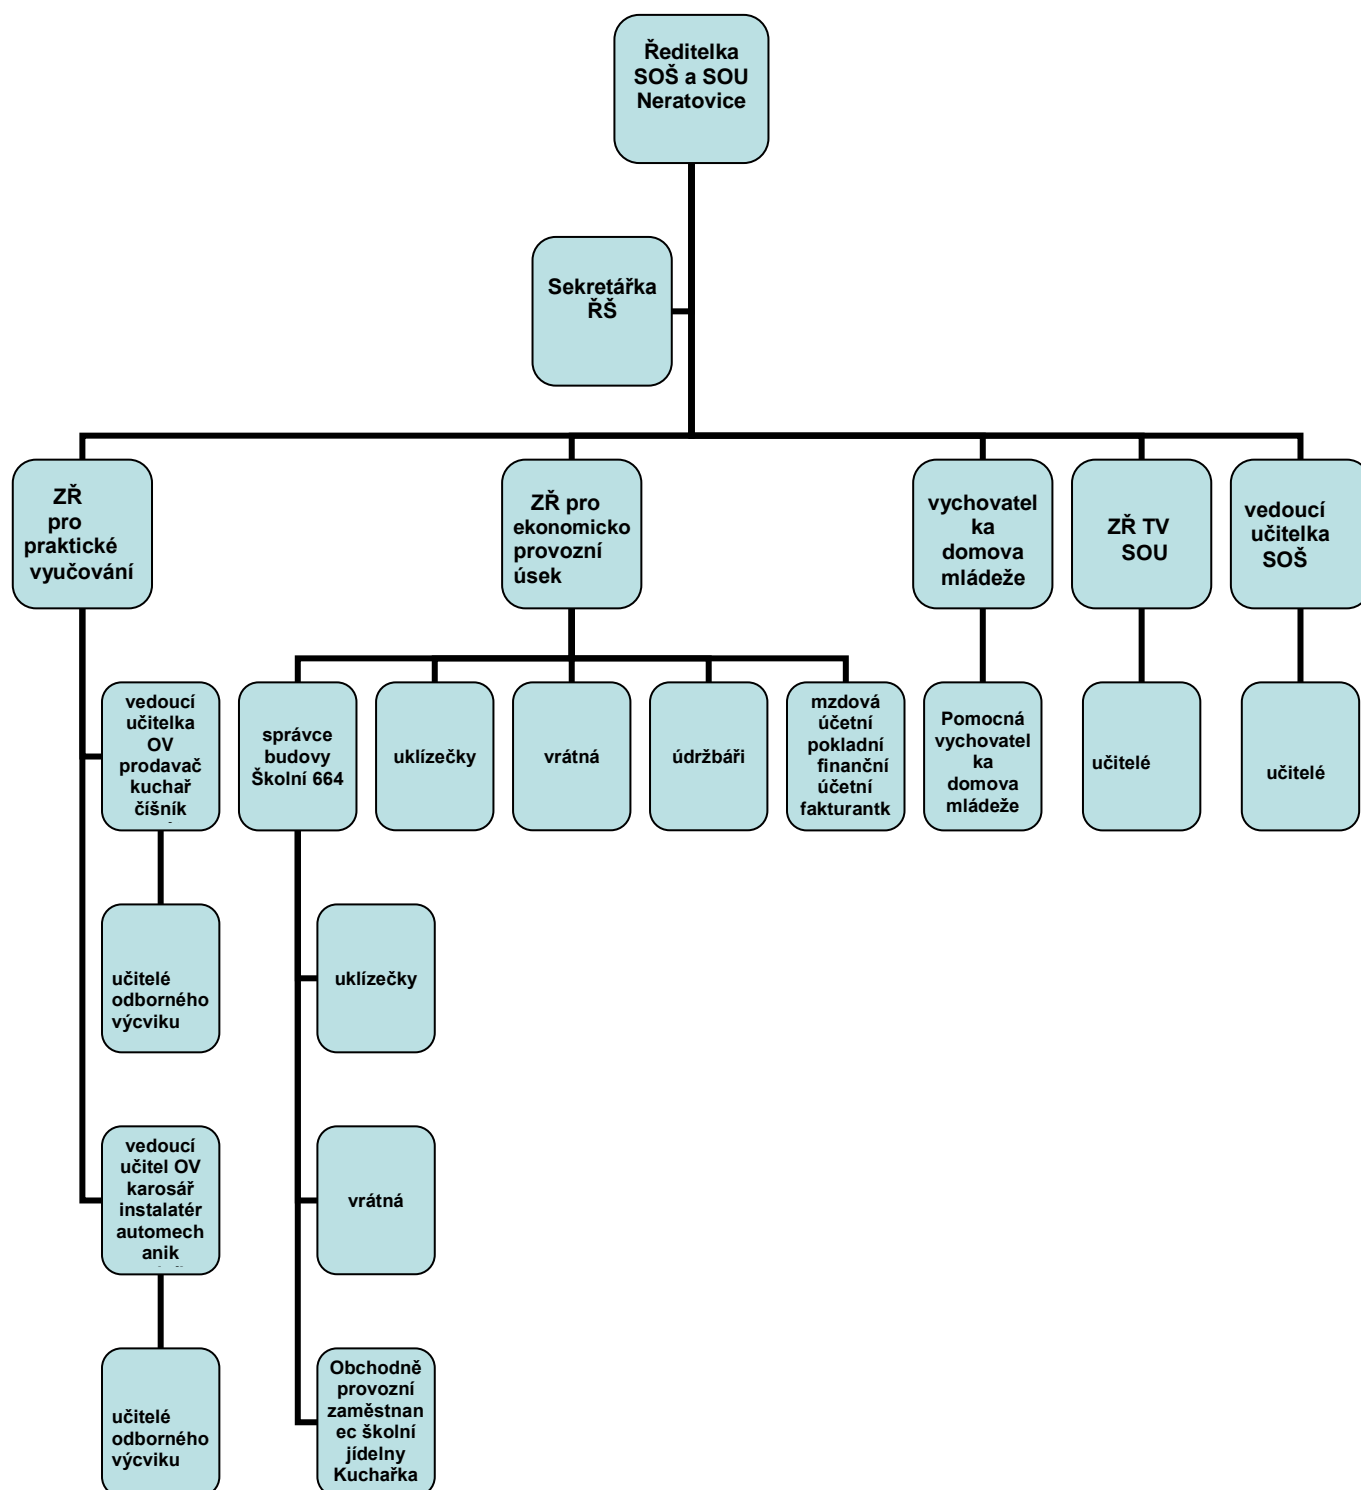 Ředitelka
SOŠ a SOU
Neratovice
Sekretářka
ŘŠ
ZŘ
pro
praktické
vyučování
ZŘ pro
ekonomicko
provozní
úsek
vychovatel
ka
domova
mládeže
ZŘ TV
SOU
vedoucí
učitelka
SOŠ
vedoucí
učitelka
OV
prodavač
kuchař
číšník
správce
budovy
Školní 664
uklízečky
vrátná
údržbáři
mzdová
účetní
pokladní
finanční
účetní
fakturantk
Pomocná
vychovatel
ka
domova
mládeže
učitelé
učitelé
učitelé
odborného
výcviku
uklízečky
vedoucí
učitel OV
karosář
instalatér
automech
anik
vrátná
učitelé
odborného
výcviku
Obchodně
provozní
zaměstnan
ec školní
jídelny
Kuchařka